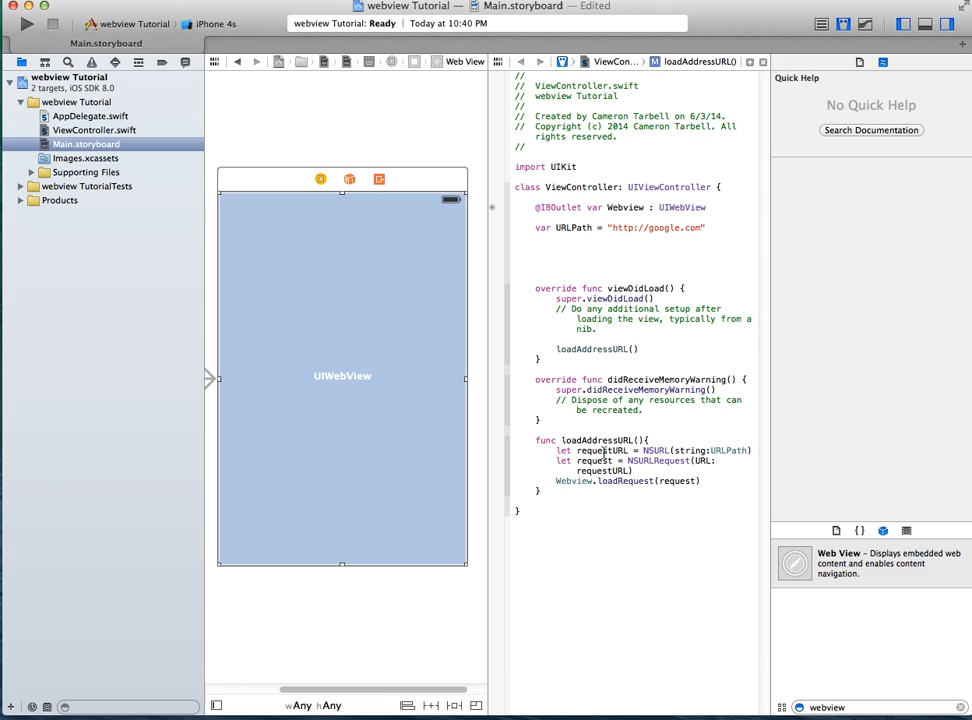 webview Tutorial — Main.storyboard — Edited
webview Tutorial iPhone 4s
webview Tutorial: Ready | Today at 10:40 PM
Main.storyboard
Web View
ViewCon... M loadAddressURL()
webview Tutorial
2 targets, iOS SDK 8.0
webview Tutorial
AppDelegate.swift
ViewController.swift
Main.storyboard
Images.xcassets
Supporting Files
webview TutorialTests
Products
UIWebView
//
// ViewController.swift
// webview Tutorial
//
// Created by Cameron Tarbell on 6/3/14.
// Copyright (c) 2014 Cameron Tarbell. All
rights reserved.
//
import UIKit
class ViewController: UIViewController {
@IBOutlet var Webview : UIWebView
var URLPath = "http://google.com"
override func viewDidLoad() {
super.viewDidLoad()
// Do any additional setup after
loading the view, typically from a
nib.
loadAddressURL()
}
override func didReceiveMemoryWarning() {
super.didReceiveMemoryWarning()
// Dispose of any resources that can
be recreated.
}
func loadAddressURL(){
let requestURL = NSURL(string:URLPath)
let request = NSURLRequest(URL:
requestURL)
Webview.loadRequest(request)
}
}
Quick Help
No Quick Help
Search Documentation
{ }
Web View – Displays embedded web
content and enables content
navigation.
wAny hAny
webview